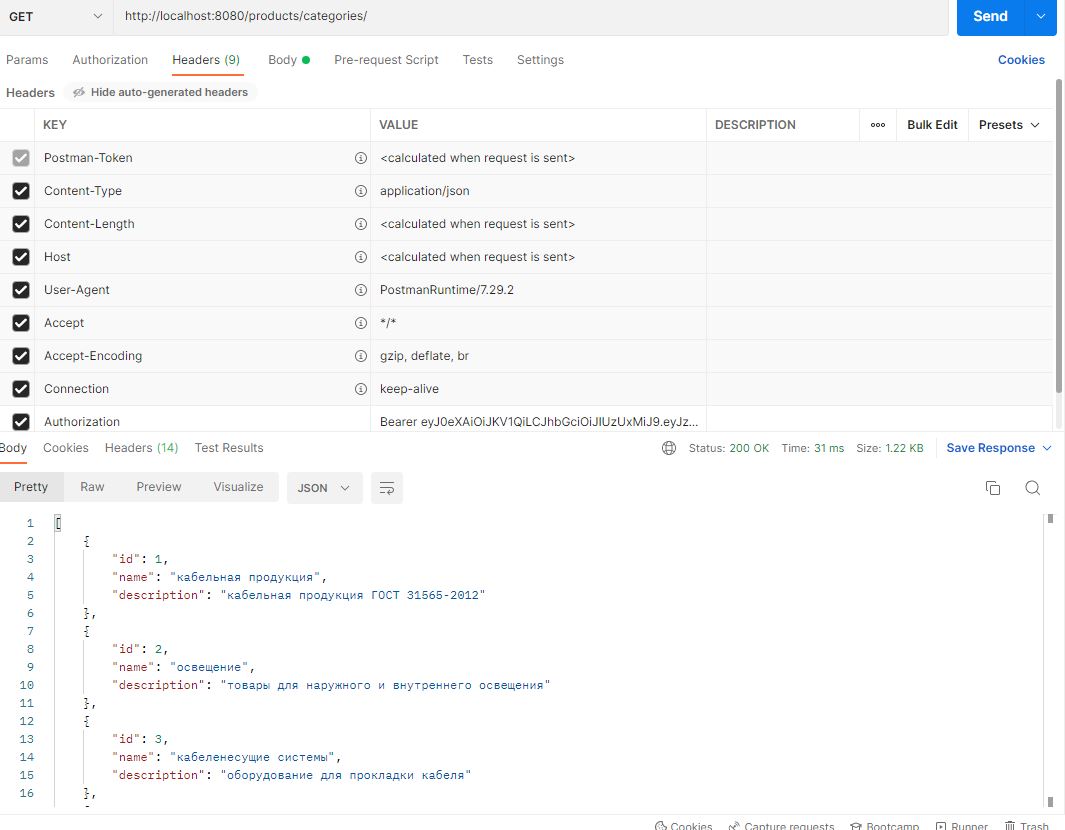 GET http://localhost:8080/products/categories/ Send
Params Authorization Headers (9) Body Pre-request Script Tests Settings Cookies
Headers Hide auto-generated headers
KEY VALUE DESCRIPTION Bulk Edit Presets
Postman-Token <calculated when request is sent>
Content-Type application/json
Content-Length <calculated when request is sent>
Host <calculated when request is sent>
User-Agent PostmanRuntime/7.29.2
Accept */*
Accept-Encoding gzip, deflate, br
Connection keep-alive
Authorization Bearer eyJ0eXAiOiJKV1QiLCJhbGciOiJIUzUxMiJ9.eyJz...
Body Cookies Headers (14) Test Results Status: 200 OK Time: 31 ms Size: 1.22 KB Save Response
Pretty Raw Preview Visualize JSON
1 [
2 {
3 "id": 1,
4 "name": "кабельная продукция",
5 "description": "кабельная продукция ГОСТ 31565-2012"
6 },
7 {
8 "id": 2,
9 "name": "освещение",
10 "description": "товары для наружного и внутреннего освещения"
11 },
12 {
13 "id": 3,
14 "name": "кабеленесущие системы",
15 "description": "оборудование для прокладки кабеля"
16 },
Cookies Capture requests Bootcamp Runner Trash